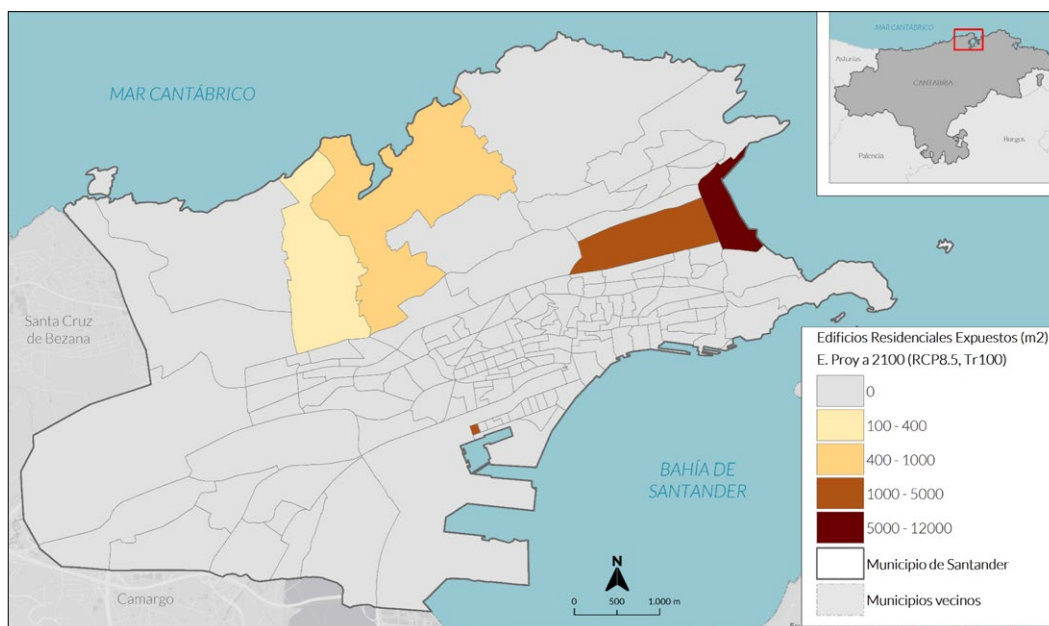 MAR CANTÁBRICO
MAR CANTÁBRICO
Asturias
CANTABRIA
Burgos
Palencia
Santa Cruz
de Bezana
BAHÍA DE
SANTANDER
Camargo
N
0 500 1.000 m
Edificios Residenciales Expuestos (m2)
E. Proy a 2100 (RCP8.5, Tr100)
0
100 - 400
400 - 1000
1000 - 5000
5000 - 12000
Municipio de Santander
Municipios vecinos